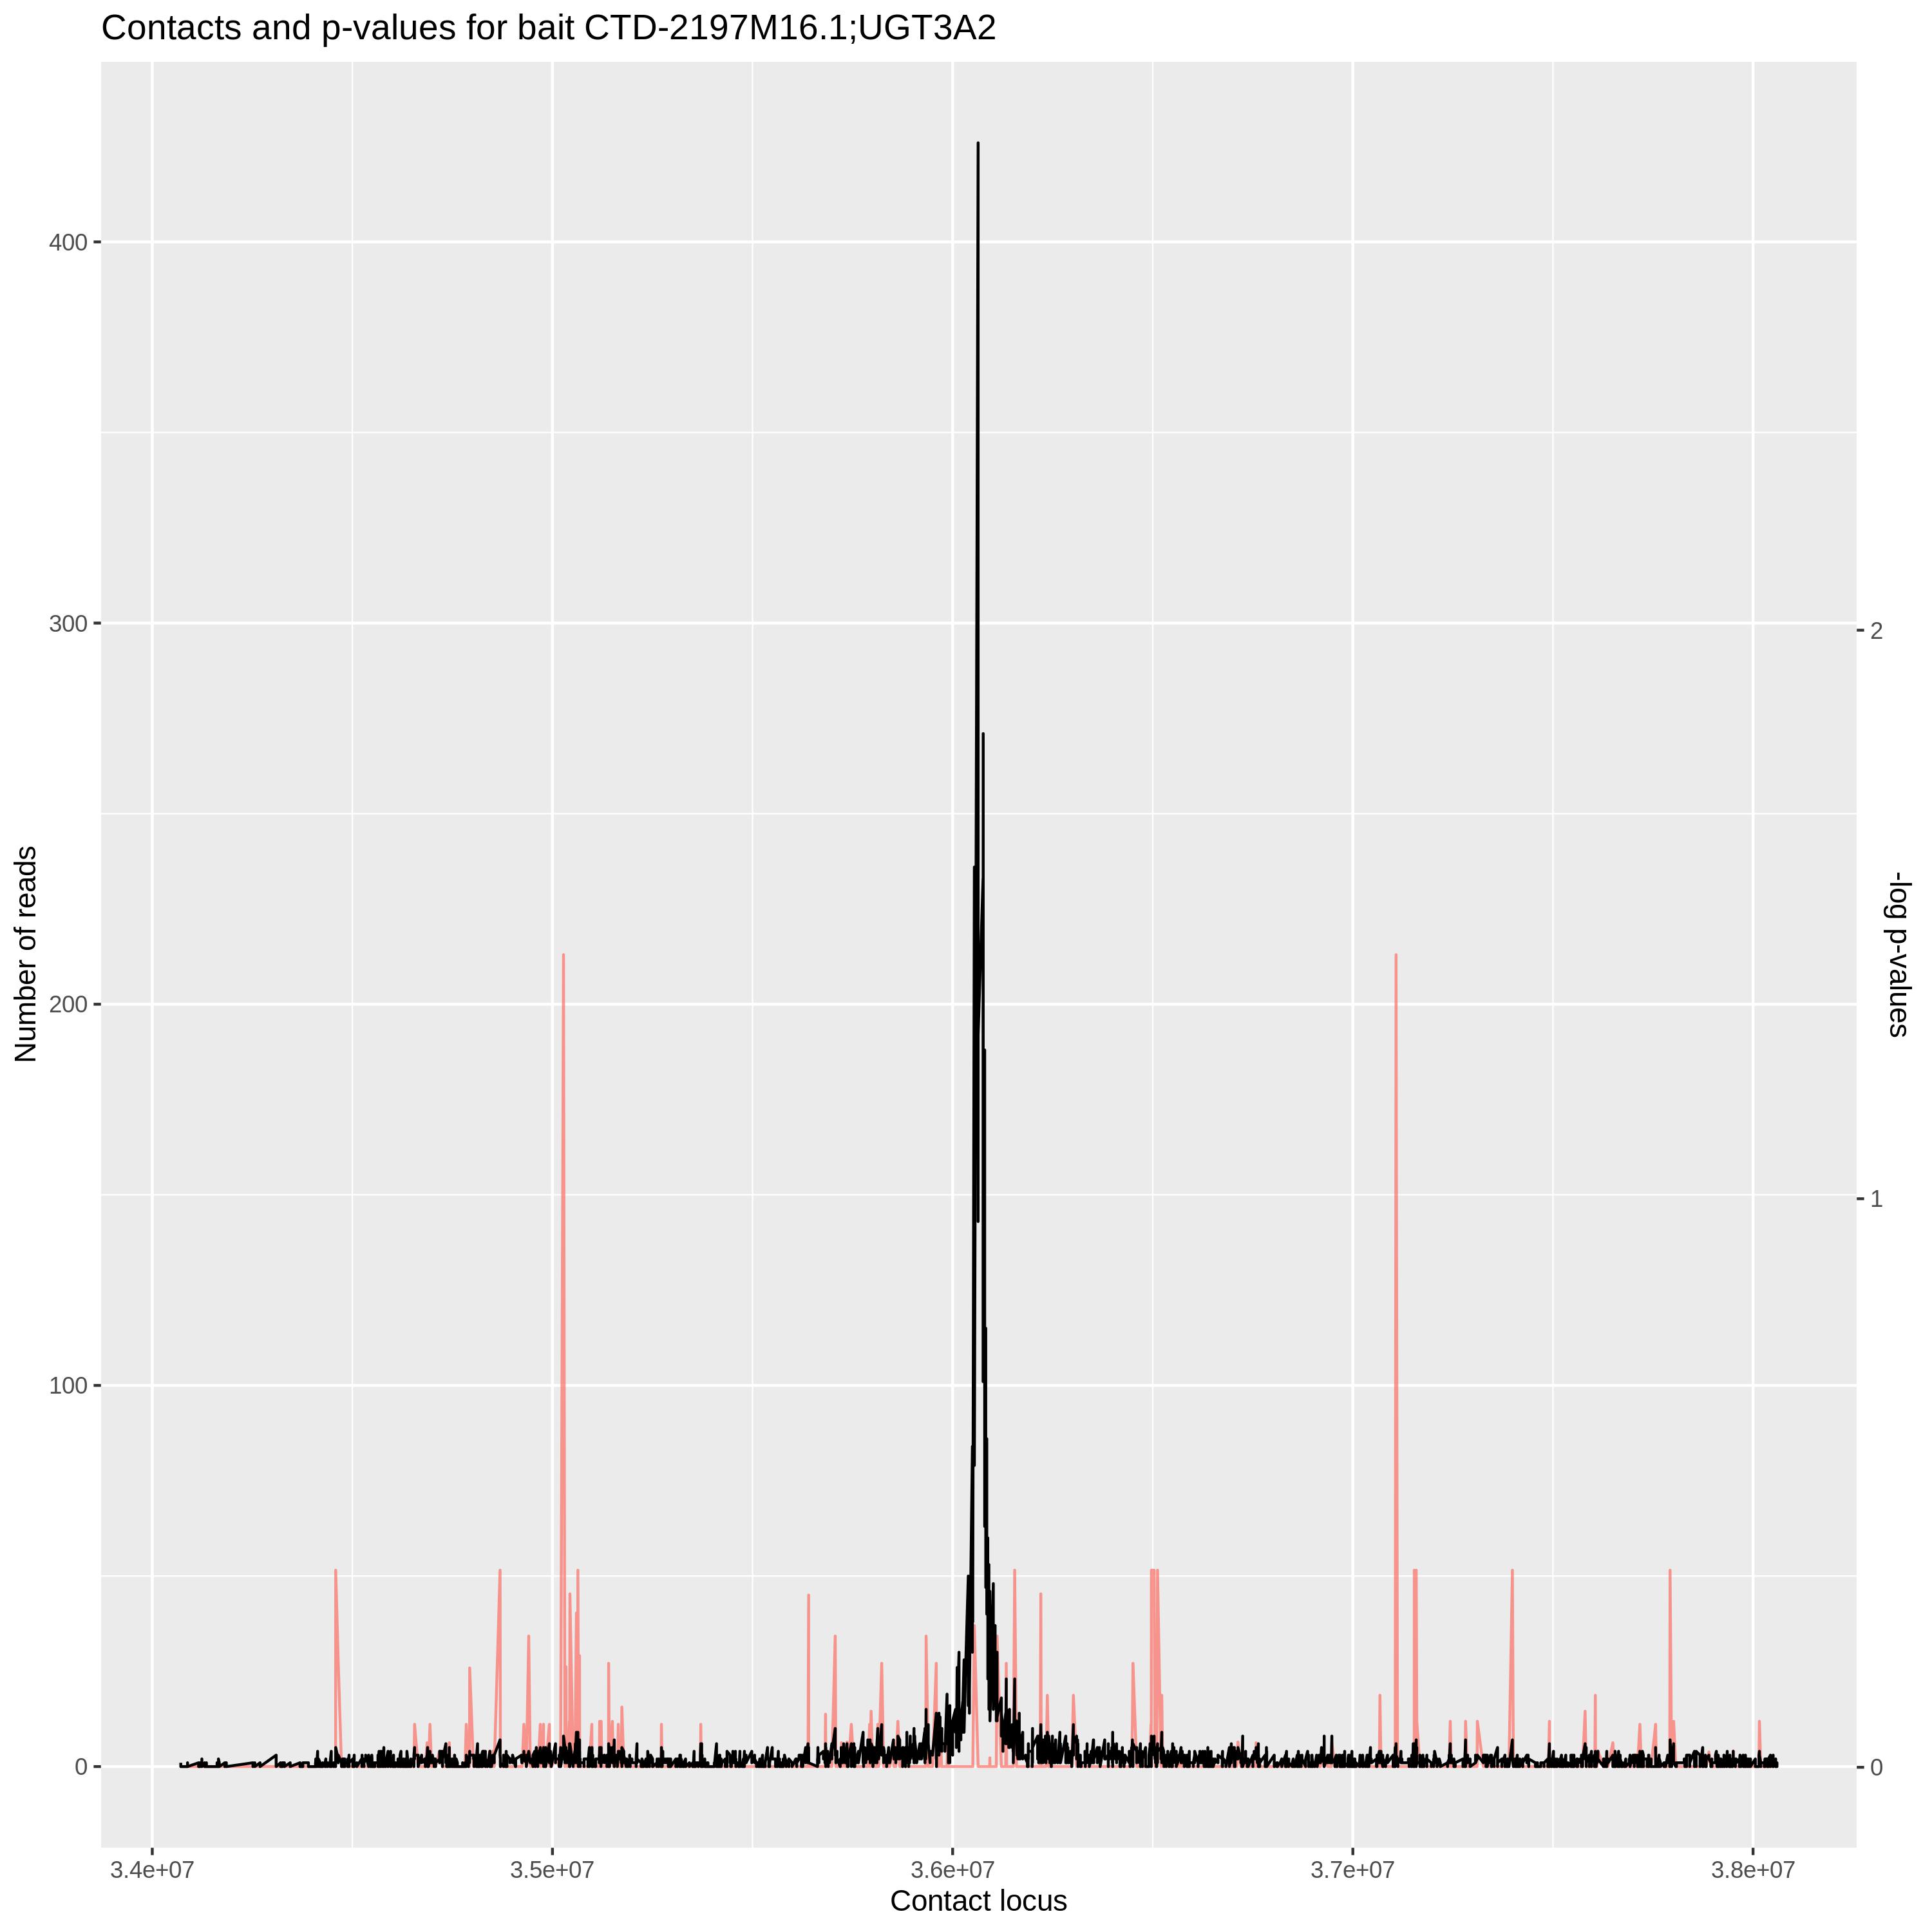 Contacts and p-values for bait CTD-2197M16.1;UGT3A2
400
300
200
100
0
Number of reads
2
1
0
-log p-values
3.4e+07
3.5e+07
3.6e+07
3.7e+07
3.8e+07
Contact locus